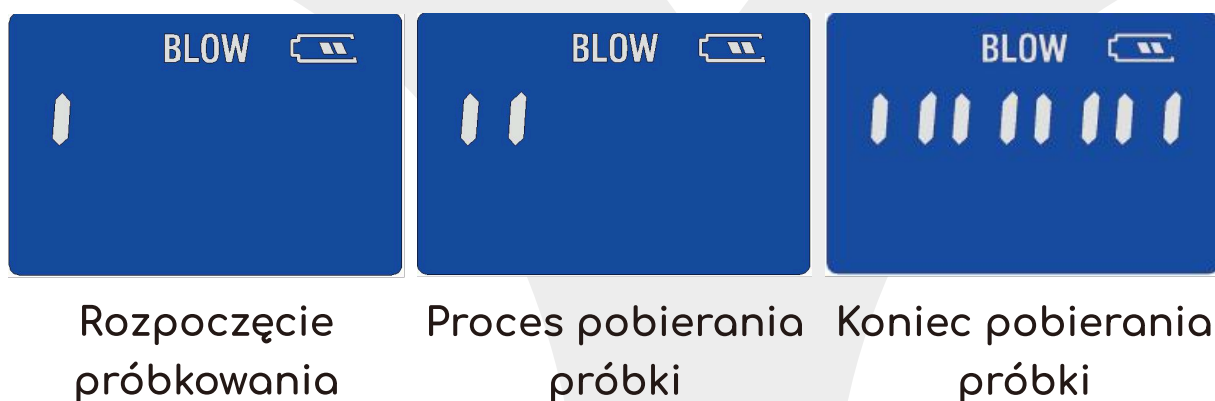 BLOW
BLOW
BLOW
Rozpoczęcie
próbkowania
Proces pobierania
próbki
Koniec pobierania
próbki